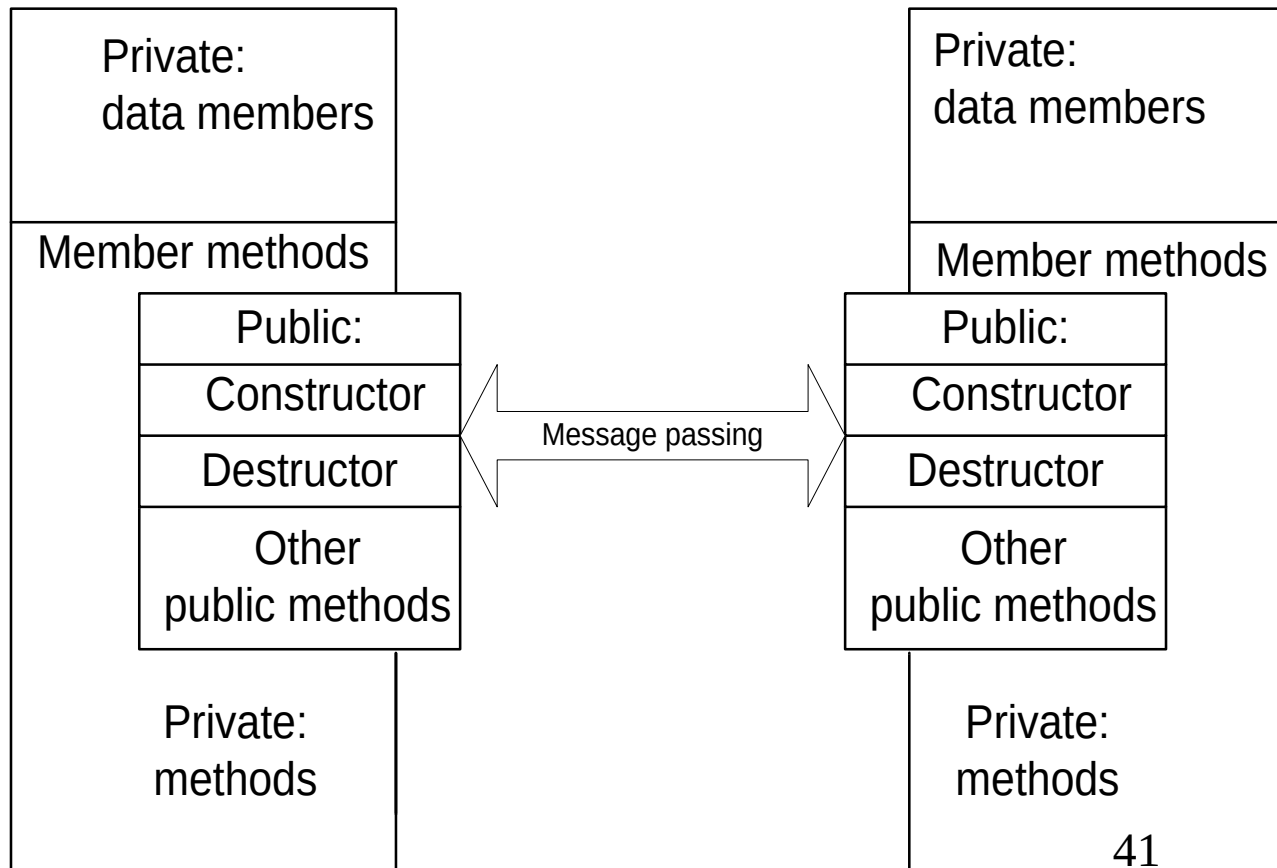 Private:
data members
Member methods
Public:
Constructor
Destructor
Other
public methods
Private:
methods
Message passing
Private:
data members
Member methods
Public:
Constructor
Destructor
Other
public methods
Private:
methods
41